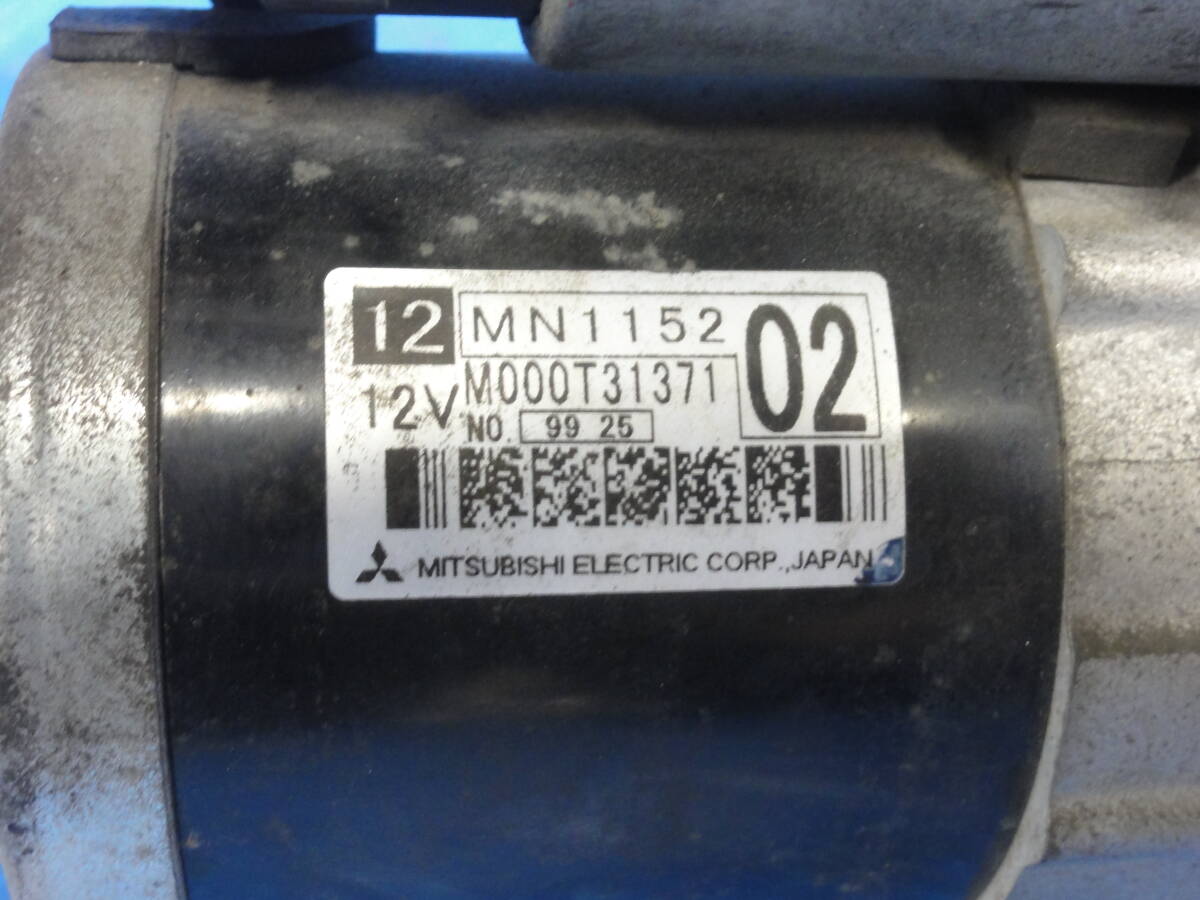 12 MN1152 02
12V M000T31371
NO. 99 25
MITSUBISHI ELECTRIC CORP.,JAPAN